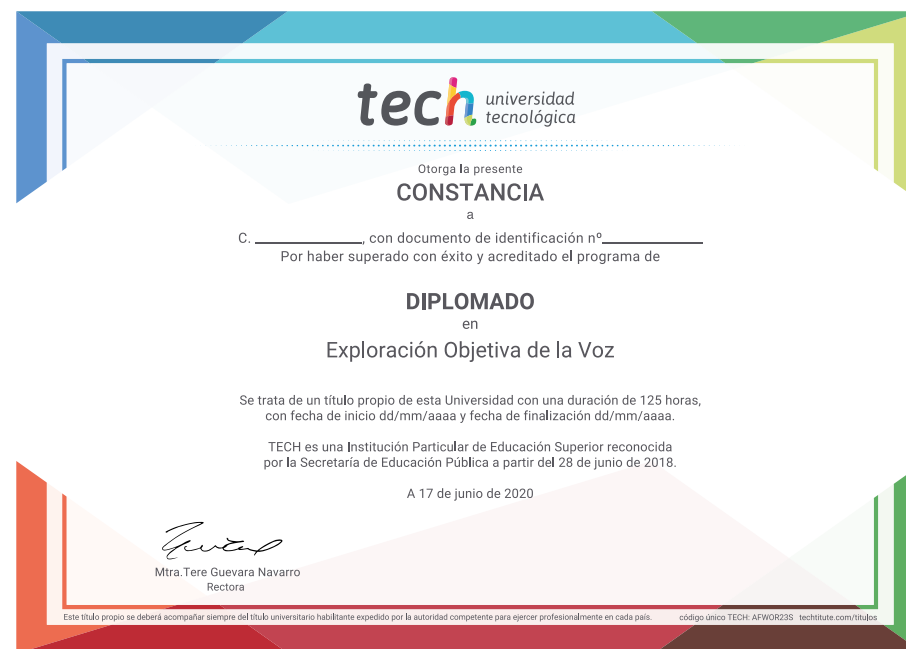 tech universidad
tecnológica
Otorga la presente
CONSTANCIA
a
C. ____________, con documento de identificación nº____________
Por haber superado con éxito y acreditado el programa de
DIPLOMADO
en
Exploración Objetiva de la Voz
Se trata de un título propio de esta Universidad con una duración de 125 horas,
con fecha de inicio dd/mm/aaaa y fecha de finalización dd/mm/aaaa.
TECH es una Institución Particular de Educación Superior reconocida
por la Secretaría de Educación Pública a partir del 28 de junio de 2018.
A 17 de junio de 2020
Mtra.Tere Guevara Navarro
Rectora
Este título propio se deberá acompañar siempre del título universitario habilitante expedido por la autoridad competente para ejercer profesionalmente en cada país. código único TECH: AFWOR23S techtitute.com/titulos